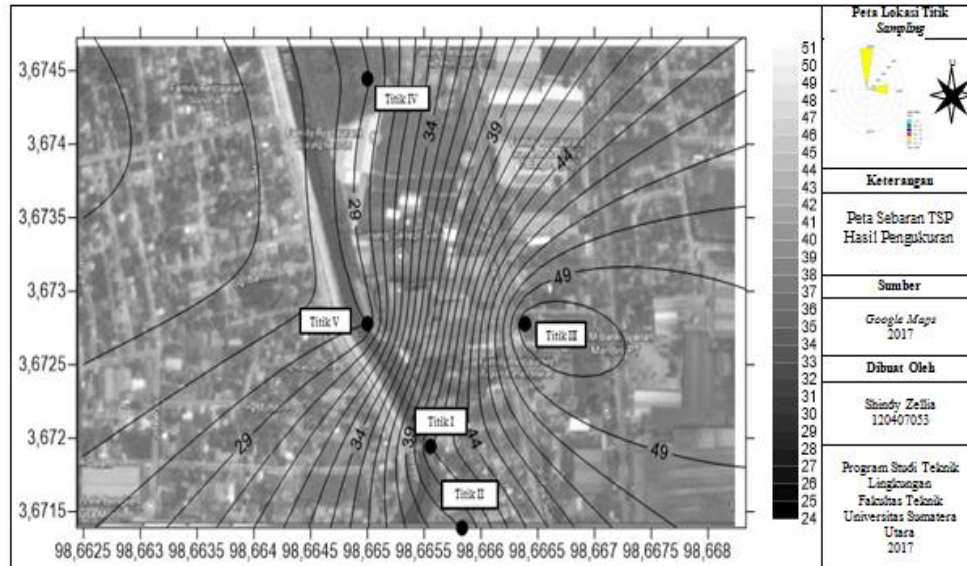 3,6745
3,674
3,6735
3,673
3,6725
3,672
3,6715
98,6625 98,663 98,6635 98,664 98,6645 98,665 98,6655 98,666 98,6665 98,667 98,6675 98,668
Titik IV
Titik V
Titik III
Titik I
Titik II
34
39
44
29
49
29
34
39
44
49
51
50
49
48
47
46
45
44
43
42
41
40
39
38
37
36
35
34
33
32
31
30
29
28
27
26
25
24
Peta Lokasi Titik
Sampling
Keterangan
Peta Sebaran TSP
Hasil Pengukuran
Sumber
Google Maps
2017
Dibuat Oleh
Shindy Zeflia
120407053
Program Studi Teknik
Lingkungan
Fakultas Teknik
Universitas Sumatera
Utara
2017